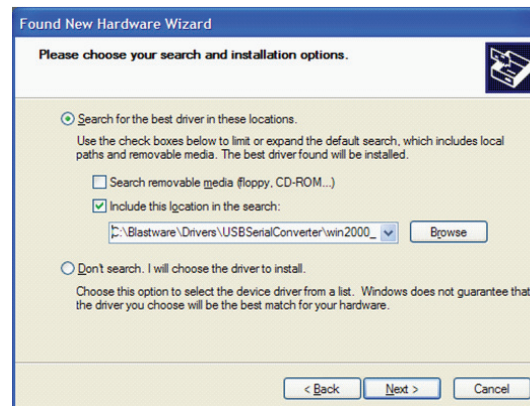 Found New Hardware Wizard
Please choose your search and installation options.
Search for the best driver in these locations.
Use the check boxes below to limit or expand the default search, which includes local
paths and removable media. The best driver found will be installed.
Search removable media (floppy, CD-ROM...)
Include this location in the search:
C:\Blastware\Drivers\USBSerialConverter\win2000_
Browse
Don't search. I will choose the driver to install.
Choose this option to select the device driver from a list. Windows does not guarantee that
the driver you choose will be the best match for your hardware.
< Back
Next >
Cancel